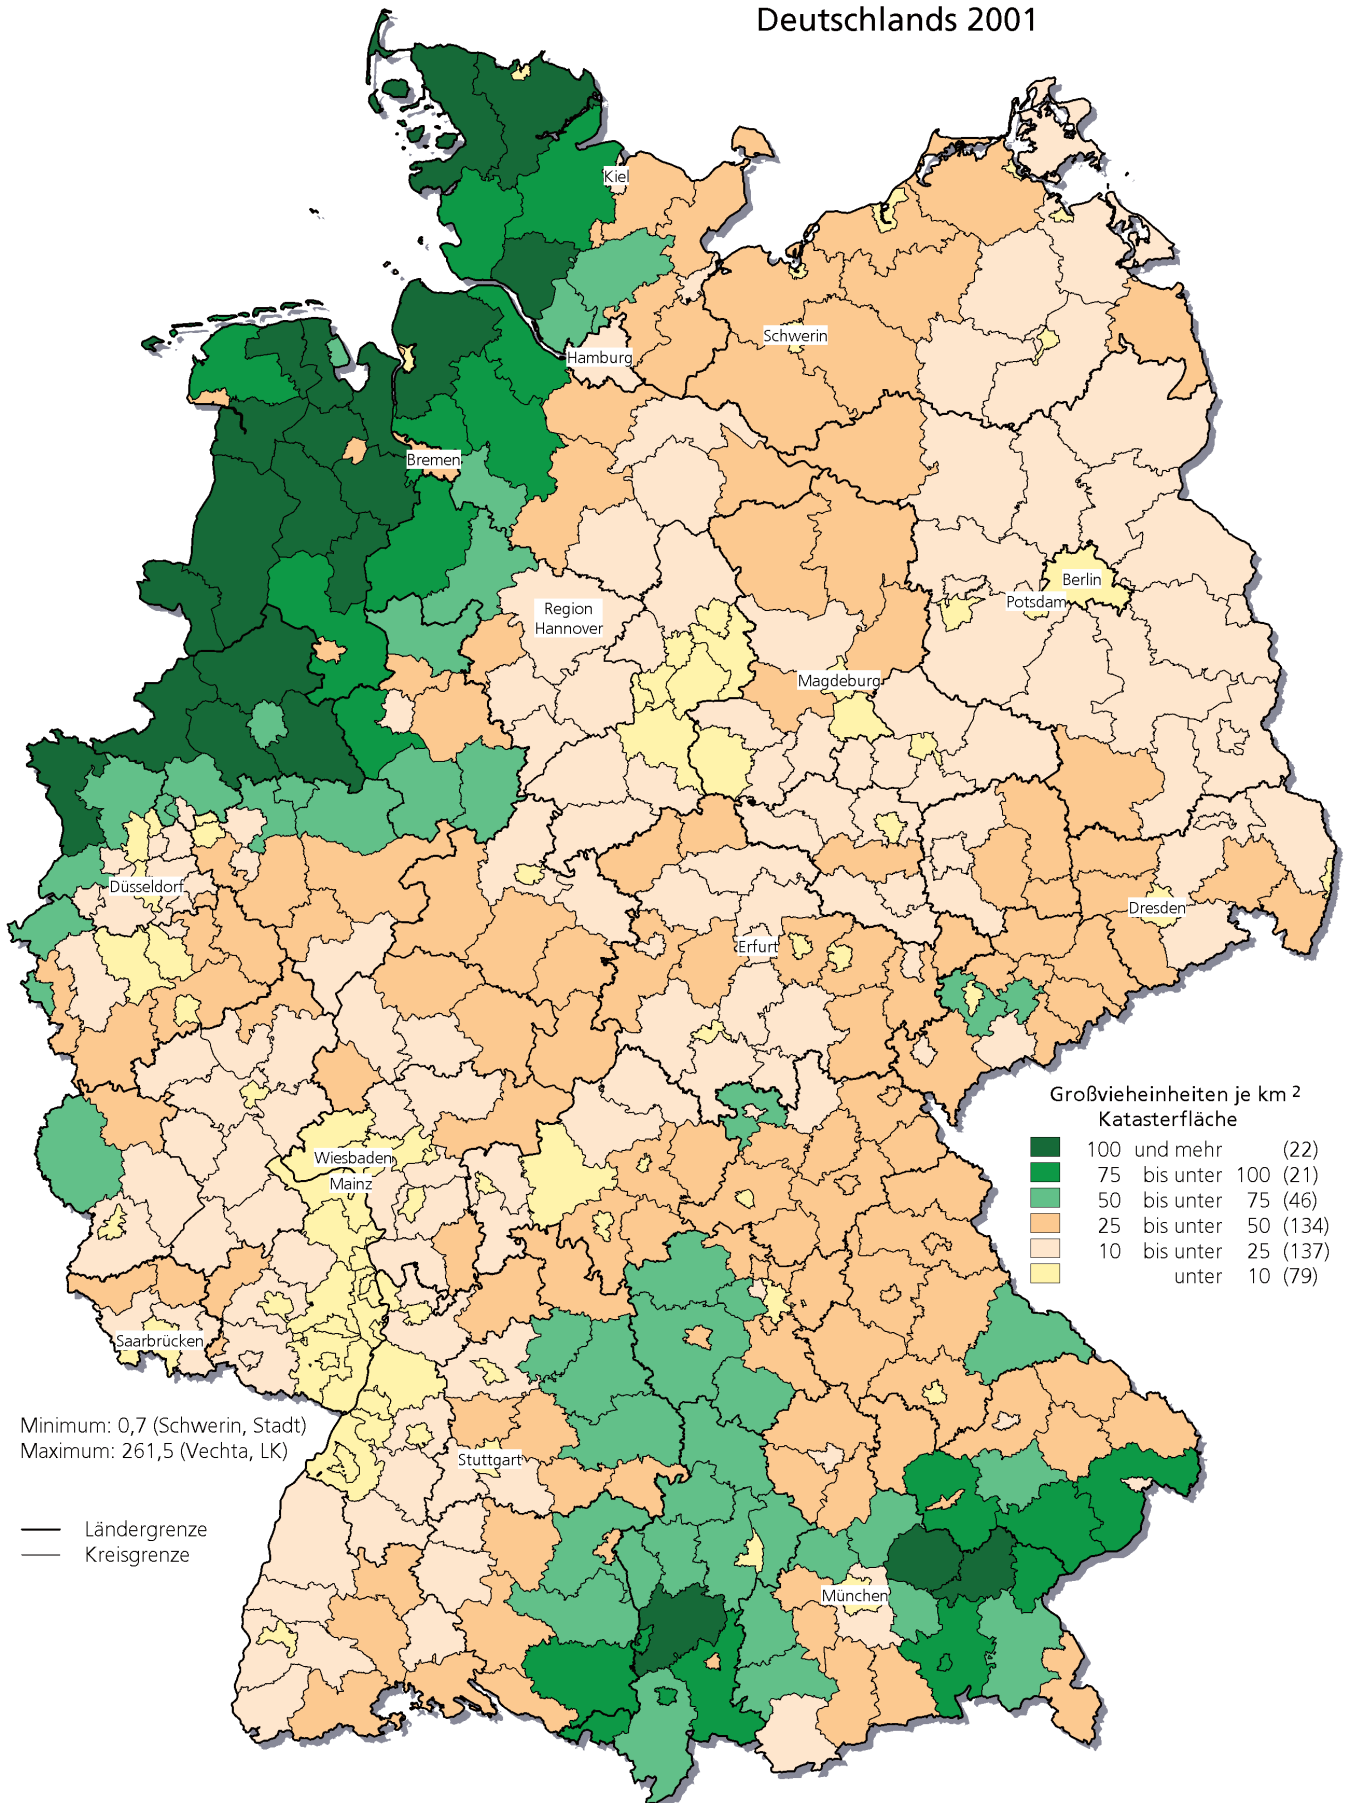 Deutschlands 2001
Kiel
Schwerin
Hamburg
Bremen
Berlin
Potsdam
Region
Hannover
Magdeburg
Düsseldorf
Dresden
Erfurt
Großvieheinheiten je km 2
Katasterfläche
100 und mehr (22)
75 bis unter 100 (21)
50 bis unter 75 (46)
25 bis unter 50 (134)
10 bis unter 25 (137)
unter 10 (79)
Wiesbaden
Mainz
Saarbrücken
Minimum: 0,7 (Schwerin, Stadt)
Maximum: 261,5 (Vechta, LK)
Stuttgart
Ländergrenze
Kreisgrenze
München